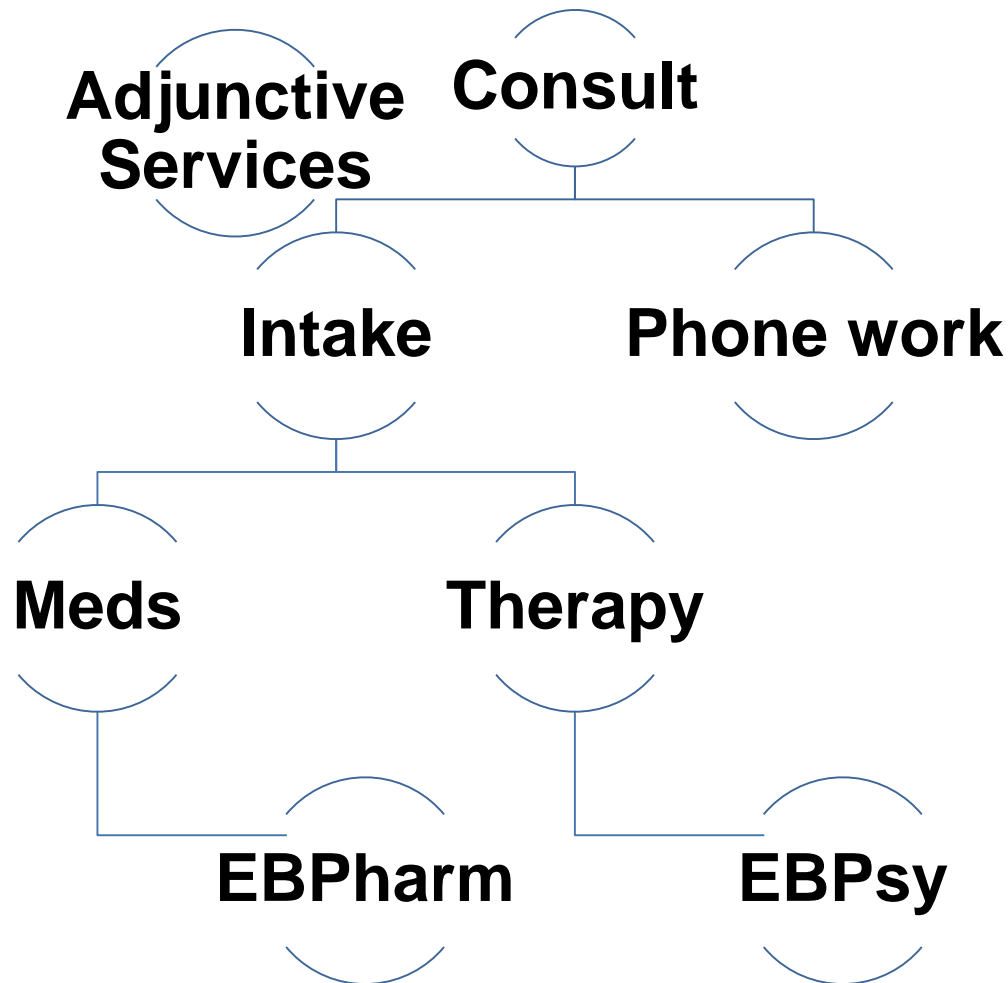 Adjunctive
Services
Consult
Intake
Phone work
Meds
Therapy
EBPharm
EBPsy